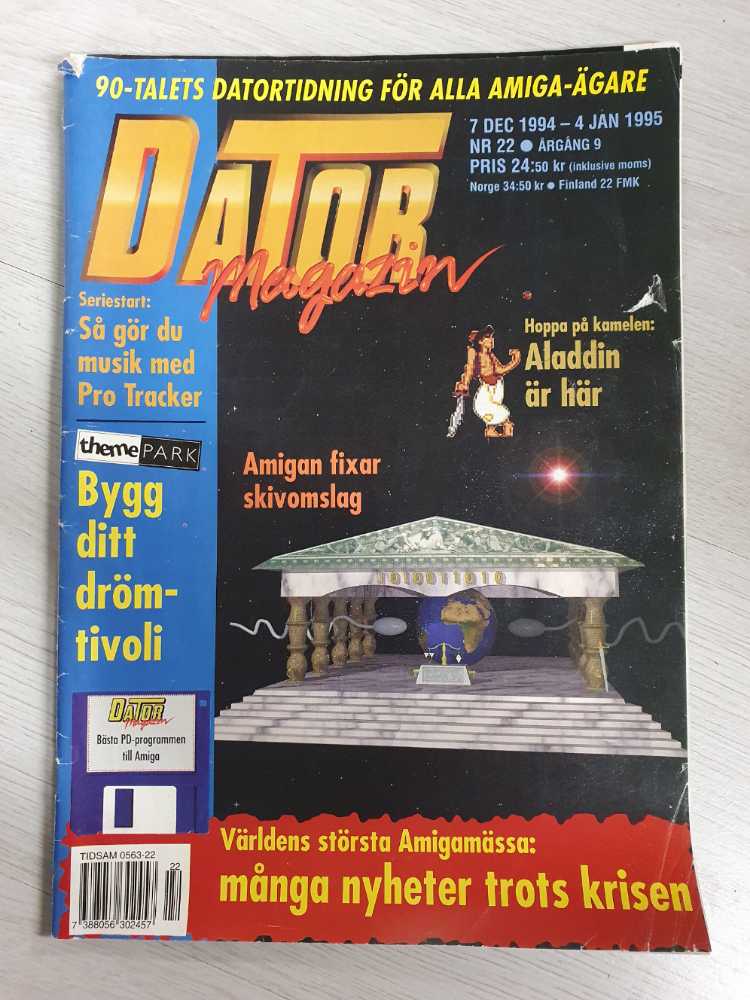 90-TALETS DATORTIDNING FÖR ALLA AMIGA-ÄGARE
DATOR
Magazin
7 DEC 1994 – 4 JAN 1995
NR 22 ● ÅRGÅNG 9
PRIS 24:50 kr (inklusive moms)
Norge 34:50 kr ● Finland 22 FMK
Seriestart:
Så gör du
musik med
Pro Tracker
Hoppa på kamelen:
Aladdin
är här
themePARK
Bygg
ditt
dröm-
tivoli
Amigan fixar
skivomslag
1010011010
DATOR
Magazin
Bästa PD-programmen
till Amiga
Världens största Amigamässa:
många nyheter trots krisen
TIDSAM 0563-22
22
7 388056 302457